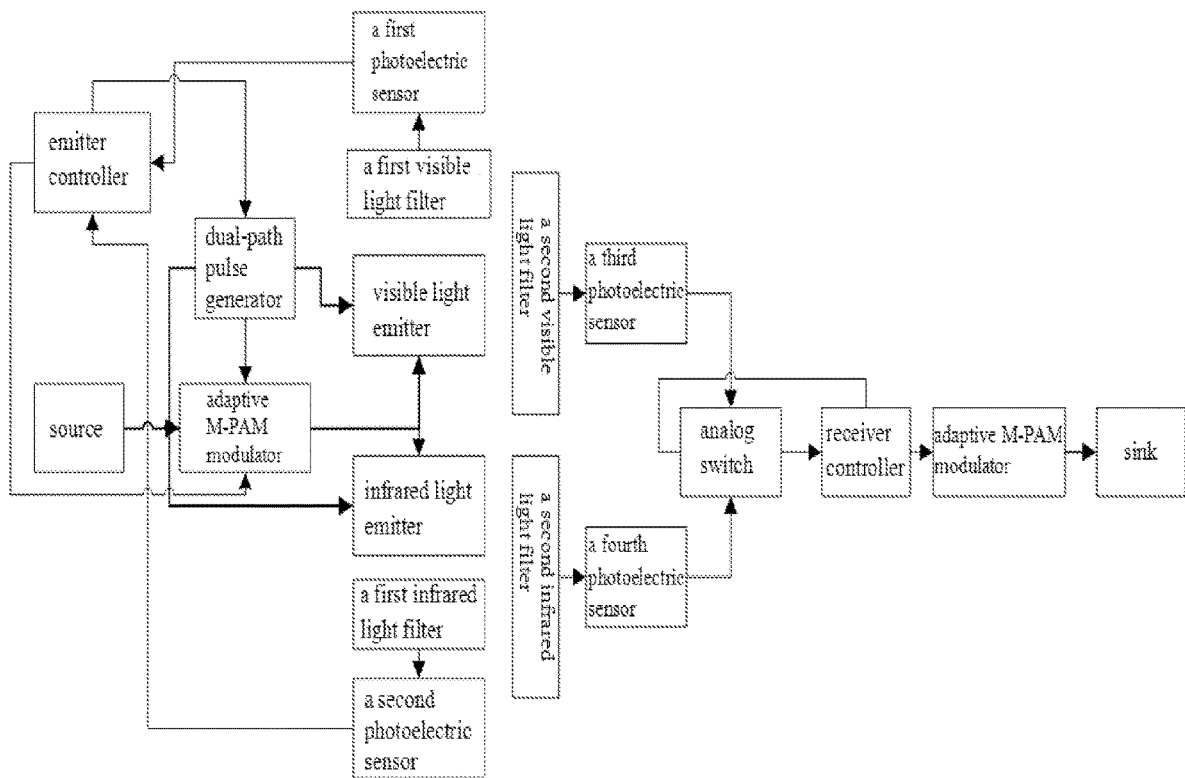 a first
photoelectric
sensor
emitter
controller
a first visible
light filter
dual-path
pulse
generator
visible light
emitter
source
adaptive
M-PAM
modulator
infrared light
emitter
a first infrared
light filter
a second
photoelectric
sensor
a second visible
light filter
a third
photoelectric
sensor
a second infrared
light filter
a fourth
photoelectric
sensor
analog
switch
receiver
controller
adaptive M-PAM
modulator
sink